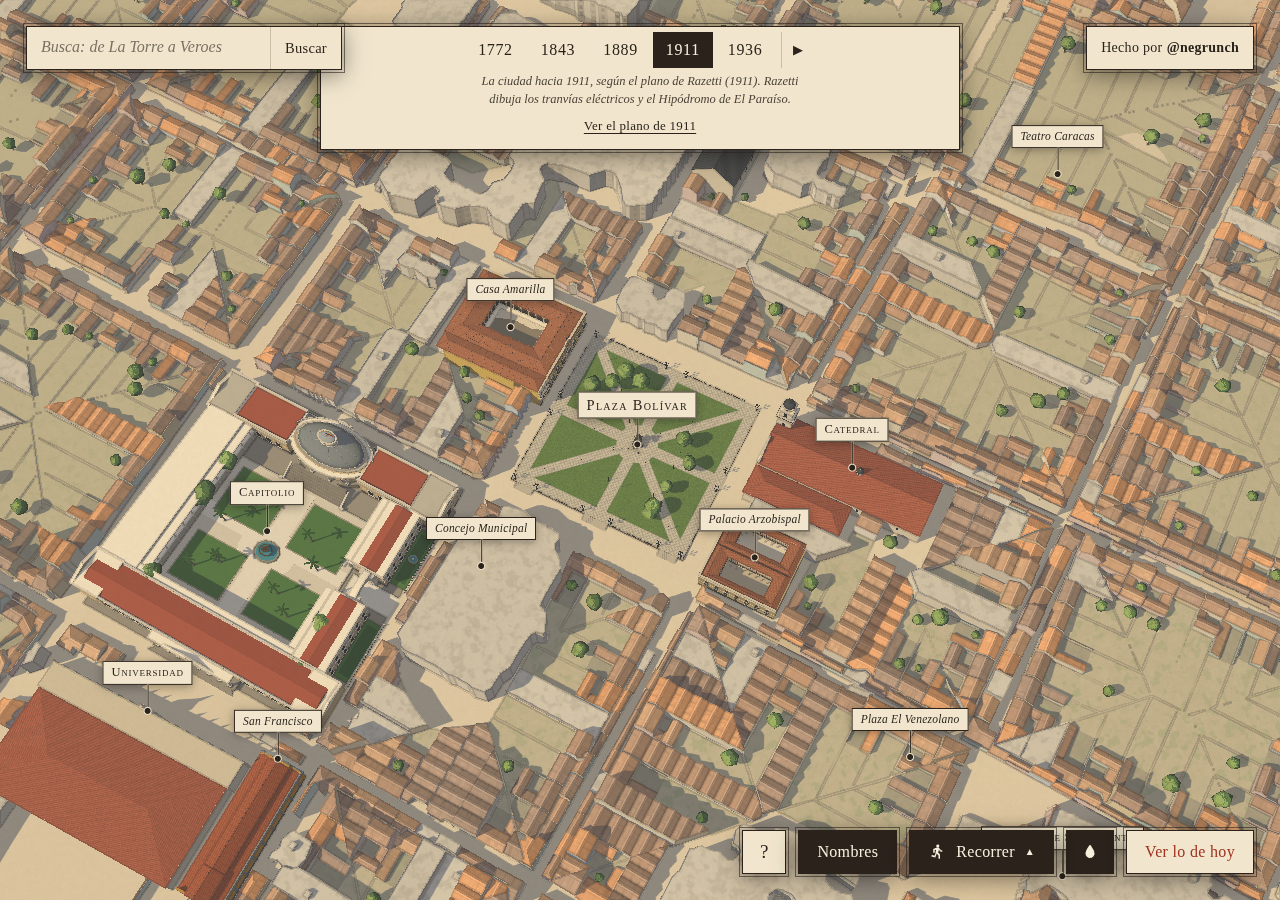 Busca: de La Torre a Veroes
Buscar
1772 1843 1889 1911 1936 ▶
La ciudad hacia 1911, según el plano de Razetti (1911). Razetti
dibuja los tranvías eléctricos y el Hipódromo de El Paraíso.
Ver el plano de 1911
Hecho por @negrunch
Teatro Caracas
Casa Amarilla
Plaza Bolívar
Catedral
Capitolio
Concejo Municipal
Palacio Arzobispal
Universidad
San Francisco
Plaza El Venezolano
?
Nombres
Recorrer ▲
Ver lo de hoy